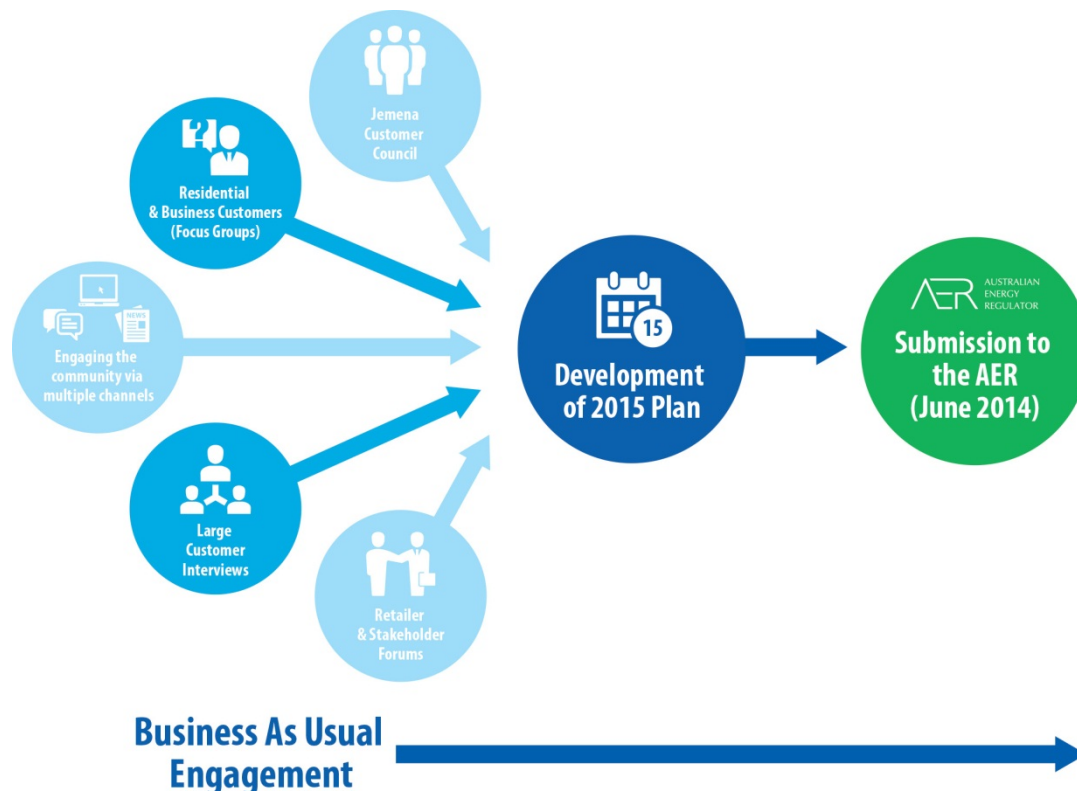 Jemena
Customer
Council
?
Residential
& Business Customers
(Focus Groups)
NEWS
Engaging the
community via
multiple channels
Large
Customer
Interviews
Retailer
& Stakeholder
Forums
15
Development
of 2015 Plan
AER
AUSTRALIAN
ENERGY
REGULATOR
Submission to
the AER
(June 2014)
Business As Usual
Engagement